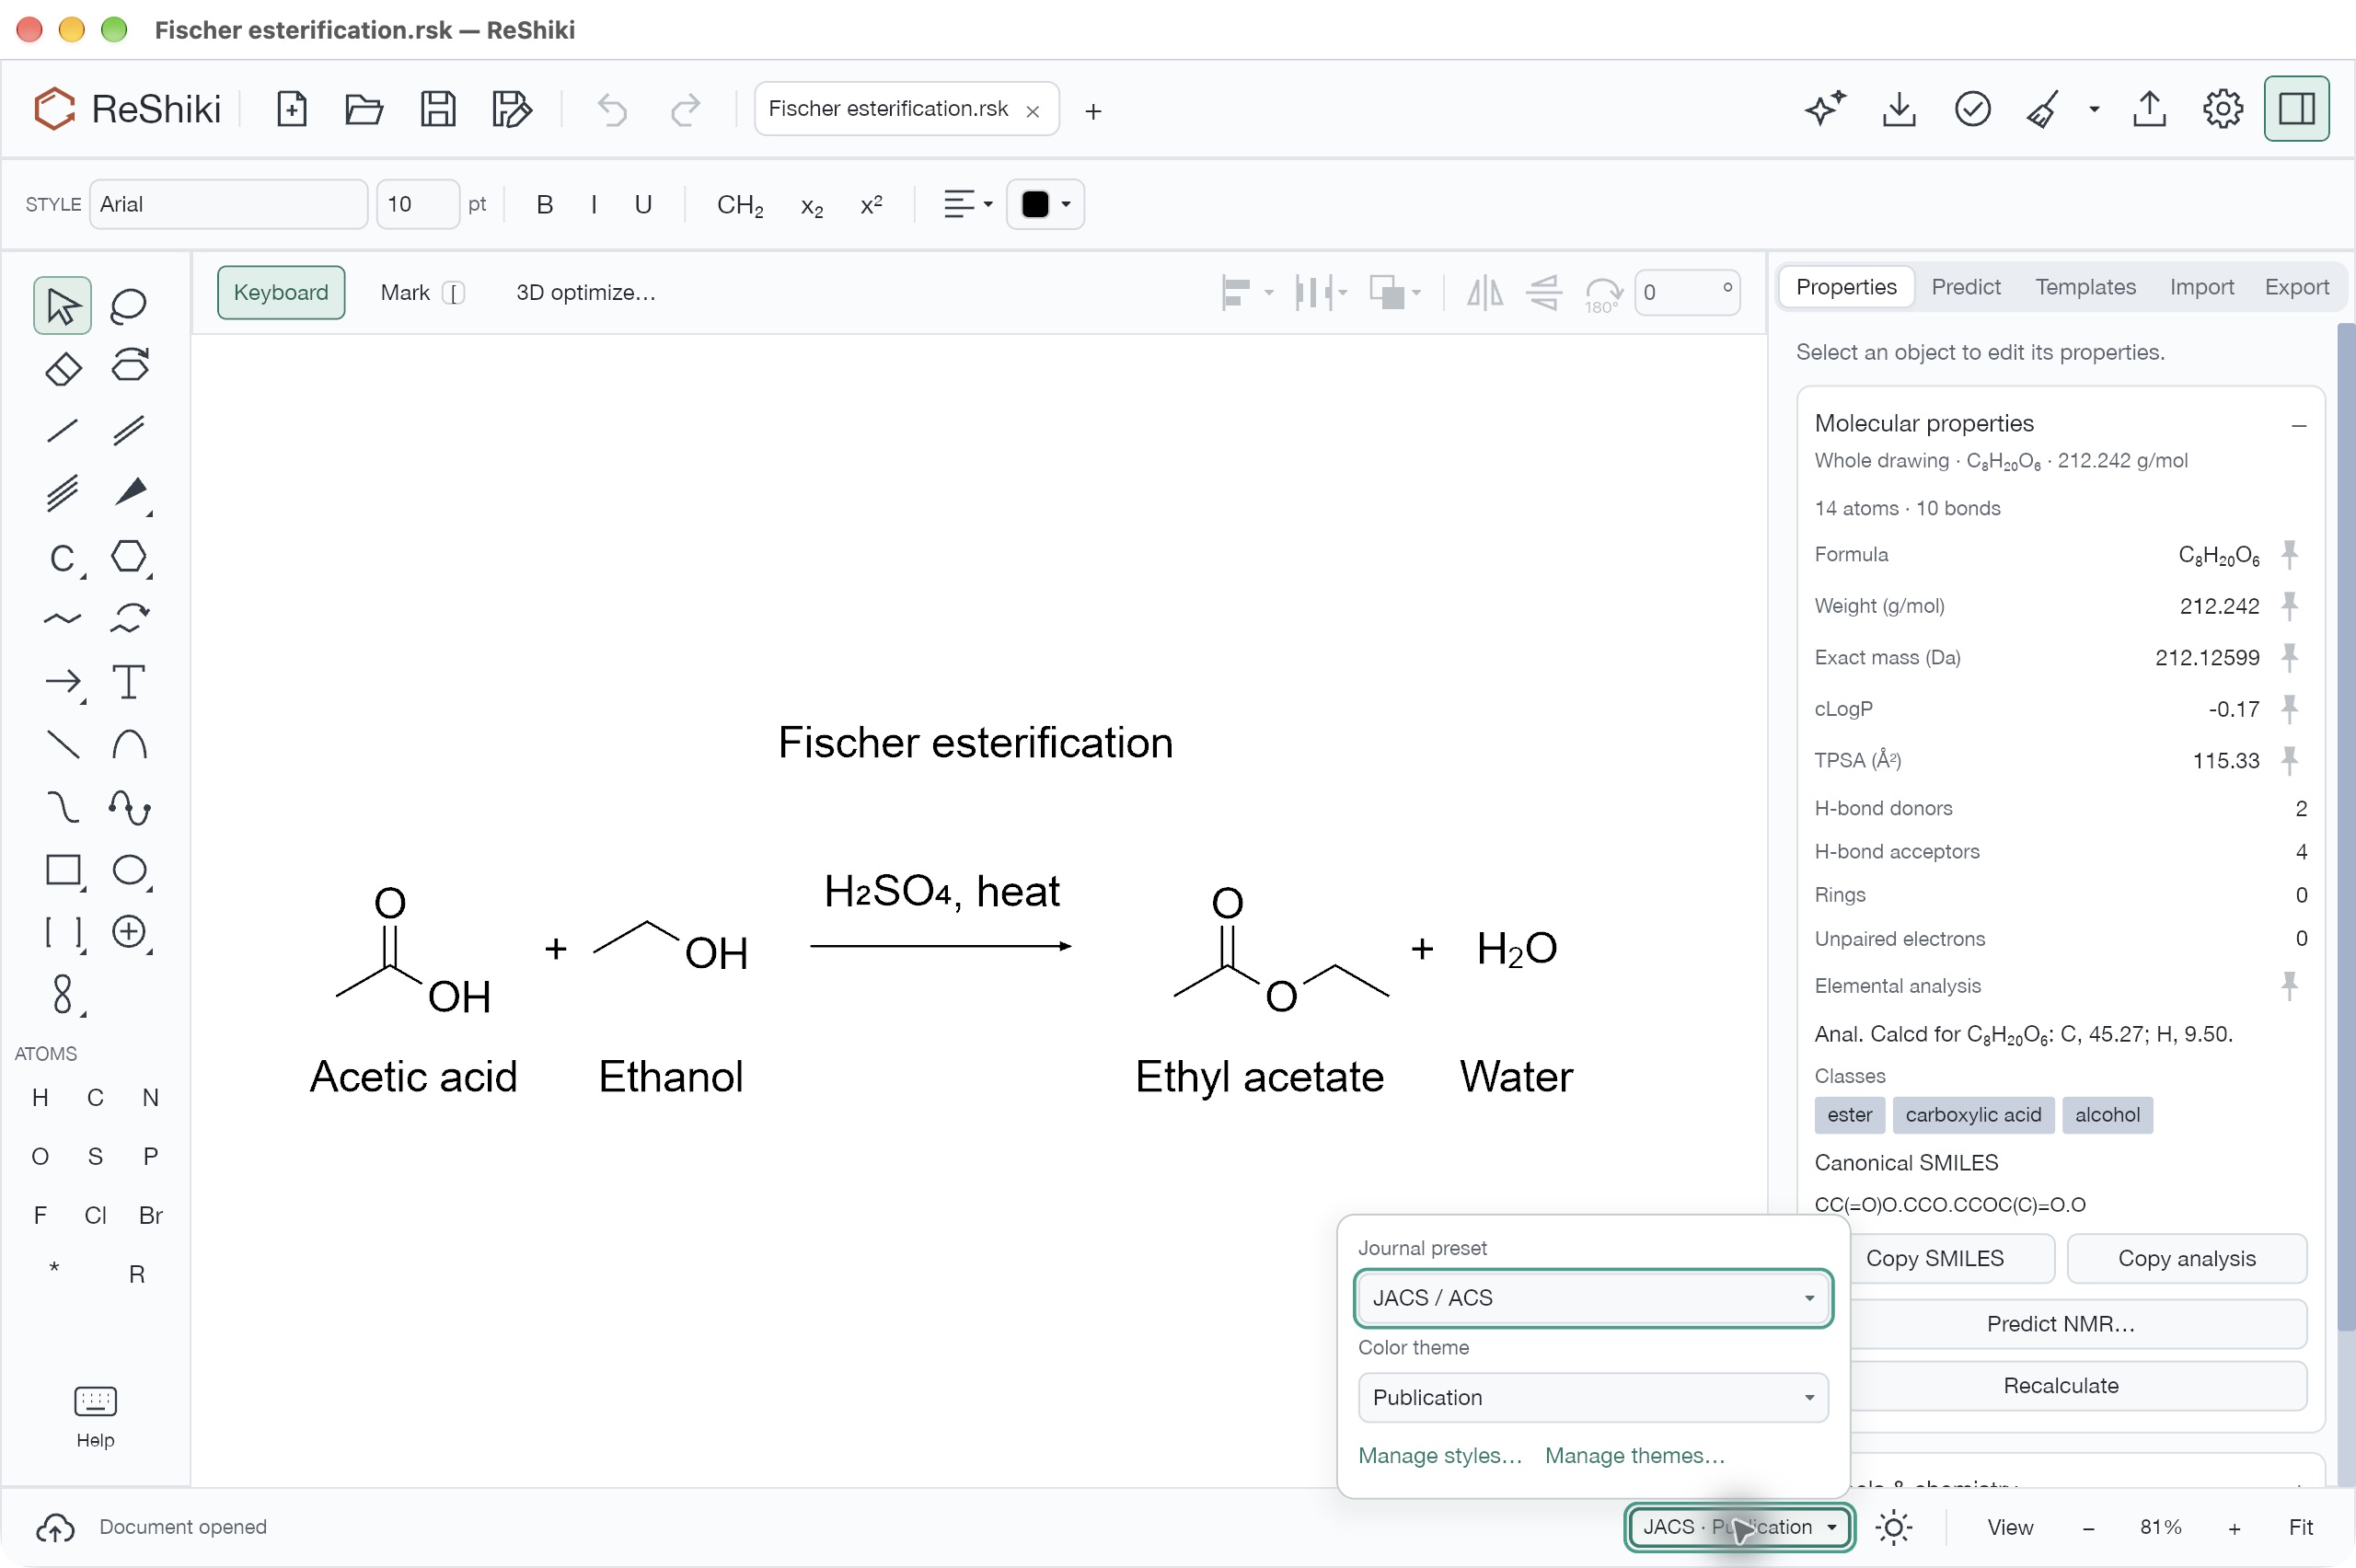 Fischer esterification.rsk — ReShiki
ReShiki
Fischer esterification.rsk × +
STYLE Arial 10 pt B I U CH₂ x₂ x²
Keyboard Mark [ 3D optimize... 180° 0 °
Properties Predict Templates Import Export
Select an object to edit its properties.
Molecular properties –
Whole drawing · C₈H₂₀O₆ · 212.242 g/mol
14 atoms · 10 bonds
Formula C₈H₂₀O₆
Weight (g/mol) 212.242
Exact mass (Da) 212.12599
cLogP -0.17
TPSA (Å²) 115.33
H-bond donors 2
H-bond acceptors 4
Rings 0
Unpaired electrons 0
Elemental analysis
Anal. Calcd for C₈H₂₀O₆: C, 45.27; H, 9.50.
Classes
ester carboxylic acid alcohol
Canonical SMILES
CC(=O)O.CCO.CCOC(C)=O.O
Copy SMILES Copy analysis
Predict NMR...
Recalculate
C
T
[ ]
ATOMS
H C N
O S P
F Cl Br
* R
Help
Fischer esterification
H₂SO₄, heat
O OH + OH O O + H₂O
Acetic acid Ethanol Ethyl acetate Water
Journal preset
JACS / ACS
Color theme
Publication
Manage styles... Manage themes...
Document opened
JACS · Publication
View – 81% + Fit